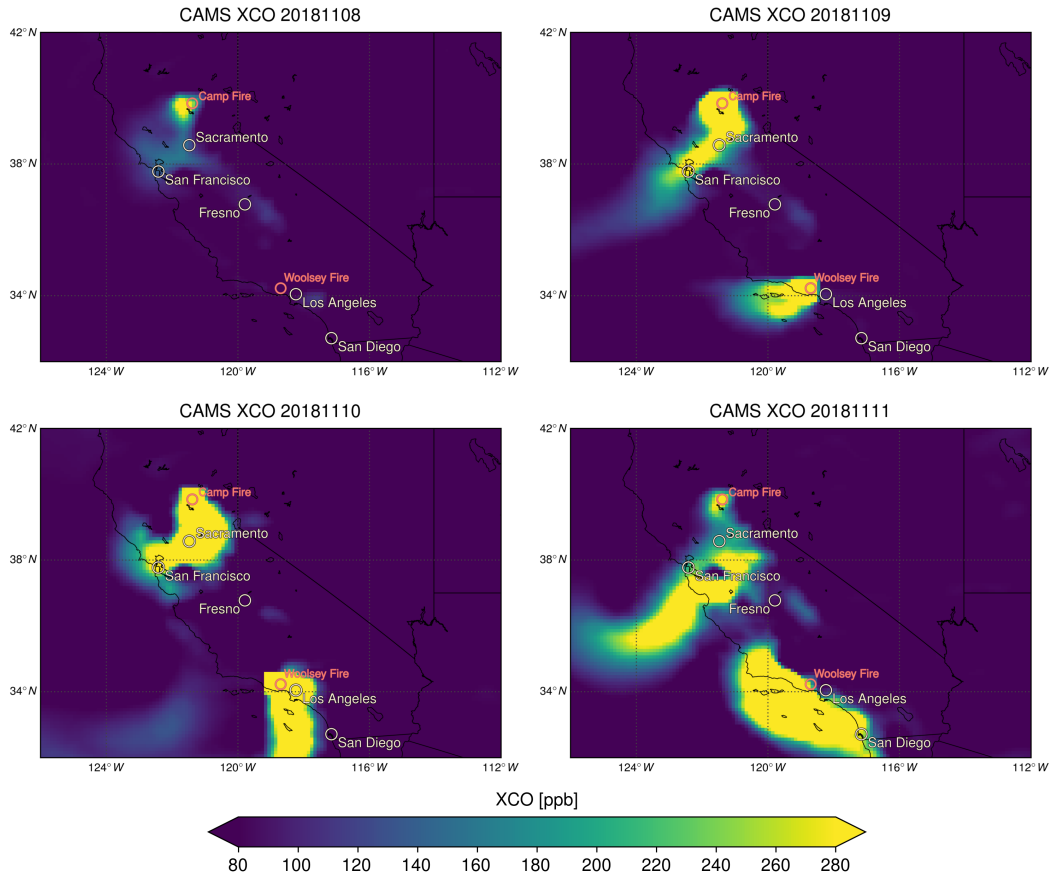 CAMS XCO 20181108
42° N
Camp Fire
Sacramento
38° N
San Francisco
Fresno
Woolsey Fire
34° N
Los Angeles
San Diego
124° W 120° W 116° W 112° W
CAMS XCO 20181109
42° N
Camp Fire
Sacramento
38° N
San Francisco
Fresno
Woolsey Fire
34° N
Los Angeles
San Diego
124° W 120° W 116° W 112° W
CAMS XCO 20181110
42° N
Camp Fire
Sacramento
38° N
San Francisco
Fresno
Woolsey Fire
34° N
Los Angeles
San Diego
124° W 120° W 116° W 112° W
CAMS XCO 20181111
42° N
Camp Fire
Sacramento
38° N
San Francisco
Fresno
Woolsey Fire
34° N
Los Angeles
San Diego
124° W 120° W 116° W 112° W
XCO [ppb]
80 100 120 140 160 180 200 220 240 260 280